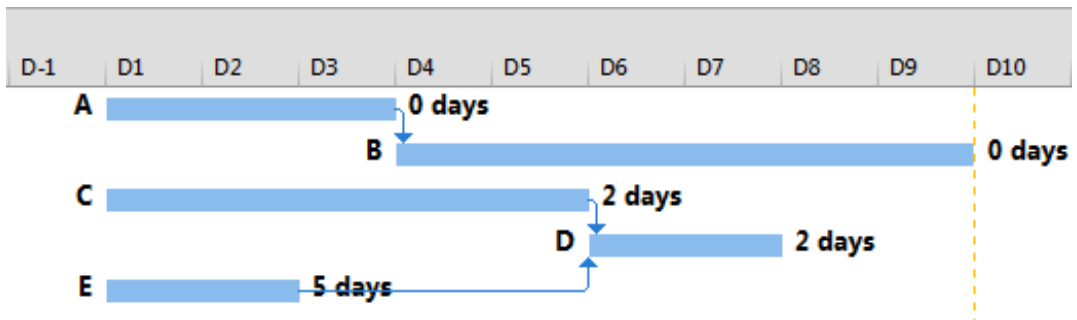 D-1 D1 D2 D3 D4 D5 D6 D7 D8 D9 D10
A 0 days
B 0 days
C 2 days
D 2 days
E 5 days